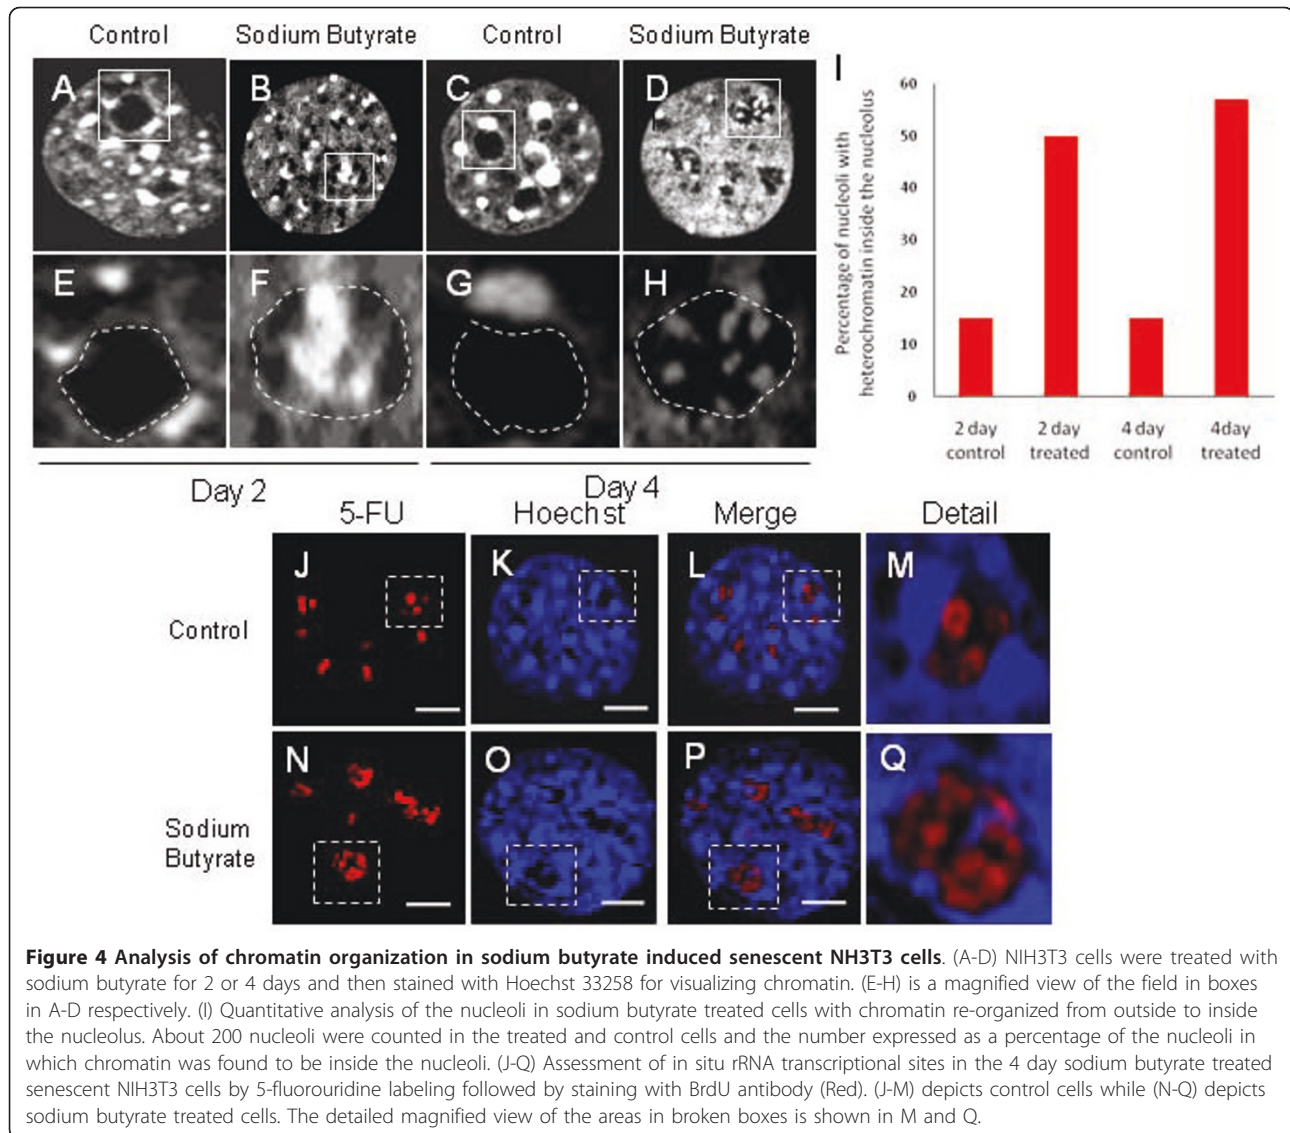 Control Sodium Butyrate Control Sodium Butyrate
A B C D
E F G H
Day 2 Day 4
I
Percentage of nucleoli with
heterochromatin inside the nucleolus
60
50
40
30
20
10
0
2 day control
2 day treated
4 day control
4day treated
5-FU Hoechst Merge Detail
Control
J K L M
Sodium
Butyrate
N O P Q
Figure 4 Analysis of chromatin organization in sodium butyrate induced senescent NH3T3 cells. (A-D) NIH3T3 cells were treated with
sodium butyrate for 2 or 4 days and then stained with Hoechst 33258 for visualizing chromatin. (E-H) is a magnified view of the field in boxes
in A-D respectively. (I) Quantitative analysis of the nucleoli in sodium butyrate treated cells with chromatin re-organized from outside to inside
the nucleolus. About 200 nucleoli were counted in the treated and control cells and the number expressed as a percentage of the nucleoli in
which chromatin was found to be inside the nucleoli. (J-Q) Assessment of in situ rRNA transcriptional sites in the 4 day sodium butyrate treated
senescent NIH3T3 cells by 5-fluorouridine labeling followed by staining with BrdU antibody (Red). (J-M) depicts control cells while (N-Q) depicts
sodium butyrate treated cells. The detailed magnified view of the areas in broken boxes is shown in M and Q.